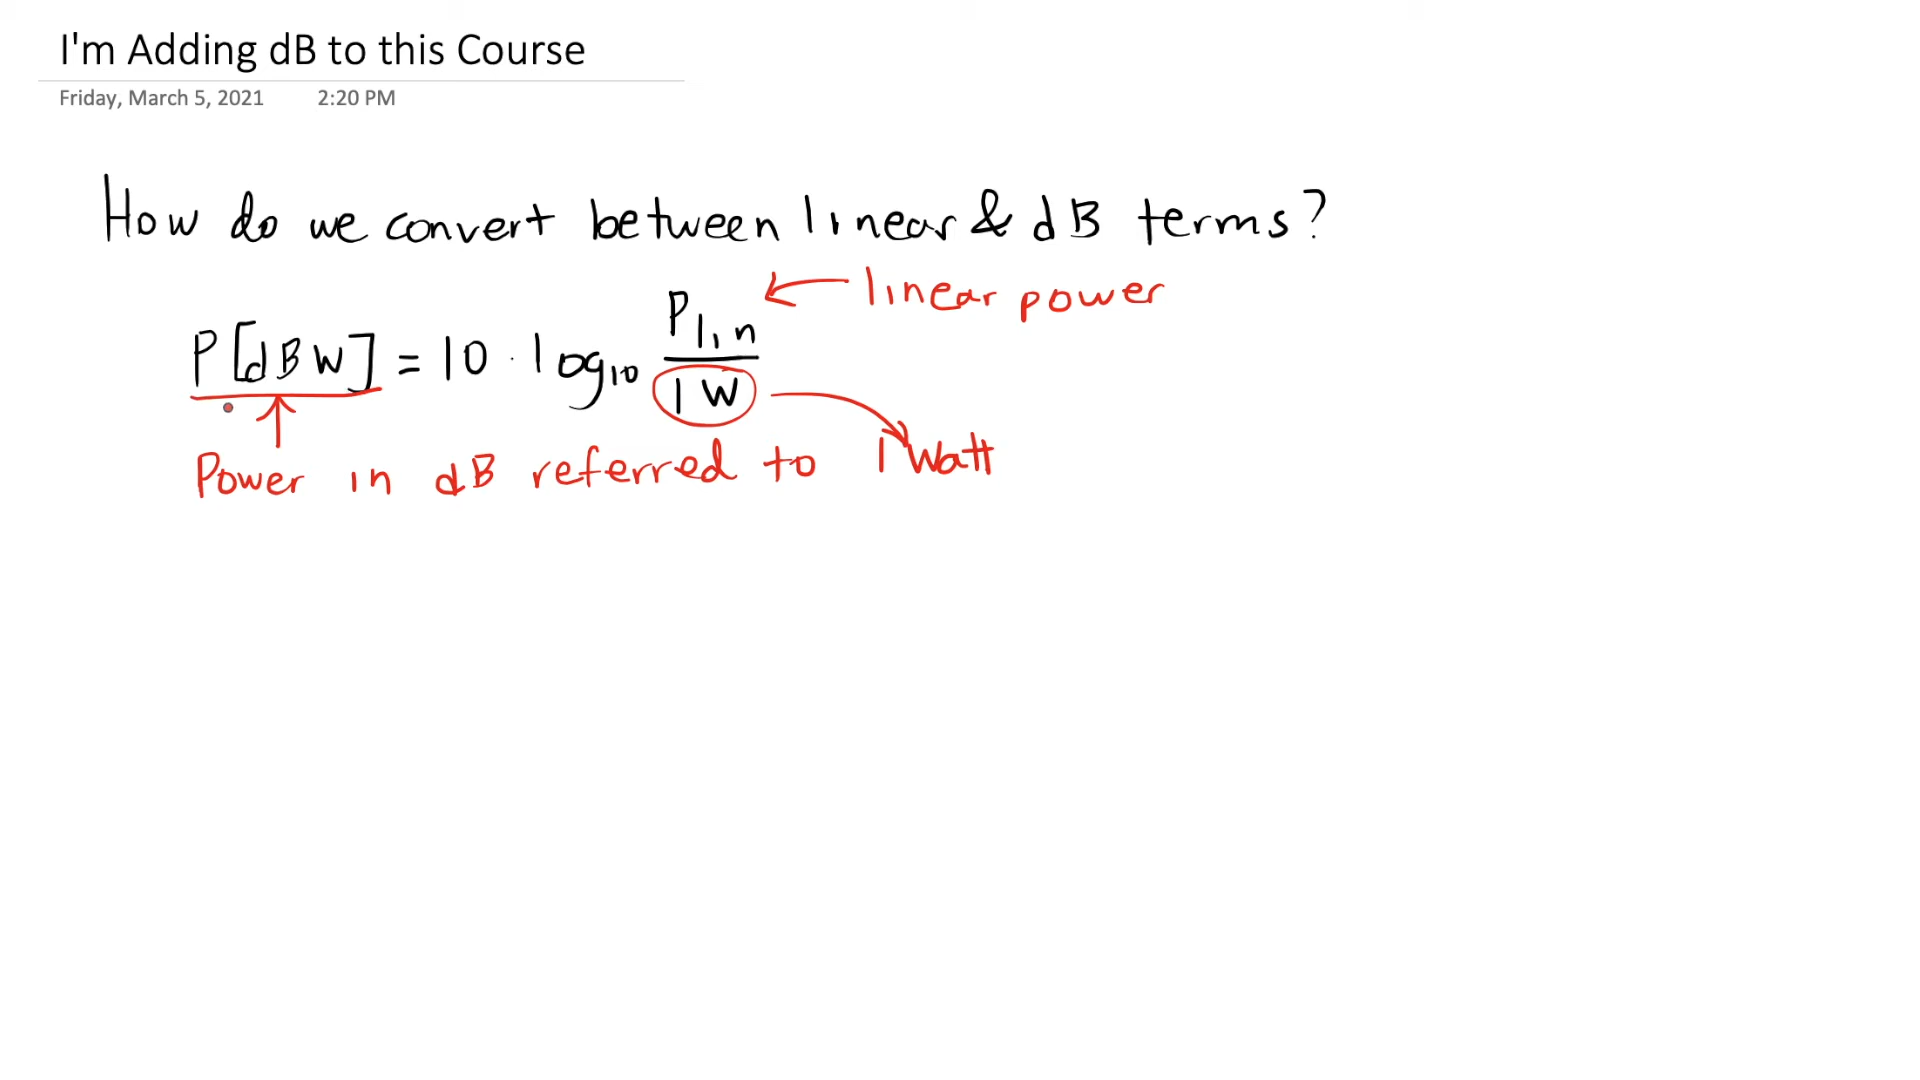 I'm Adding dB to this Course
Friday, March 5, 2021 2:20 PM
How do we convert between linear & dB terms?
P[dBW] = 10 · log10 Plin / 1 W
← linear power
Power in dB referred to 1 Watt